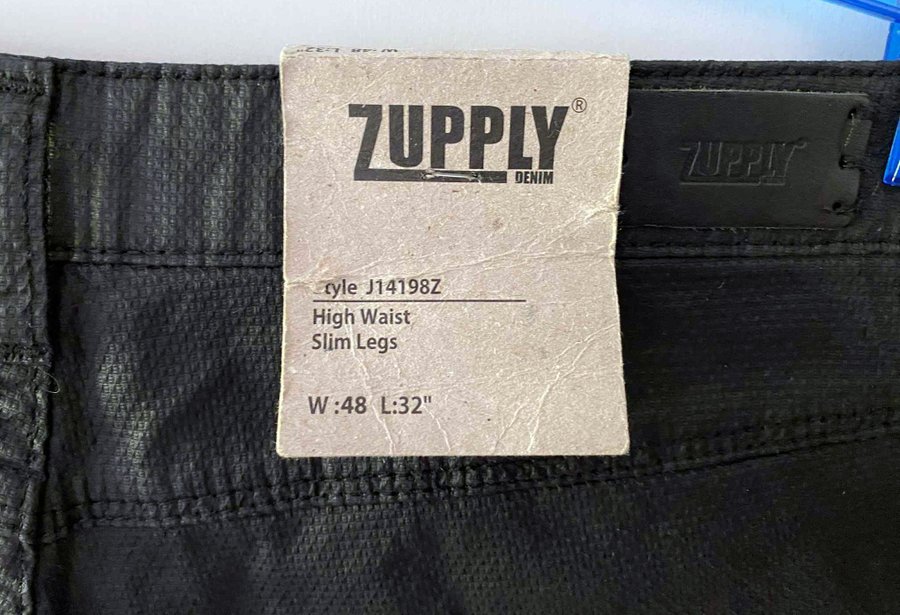 ZUPPLY®
DENIM
tyle J14198Z
High Waist
Slim Legs
W :48 L:32"
ZUPPLY